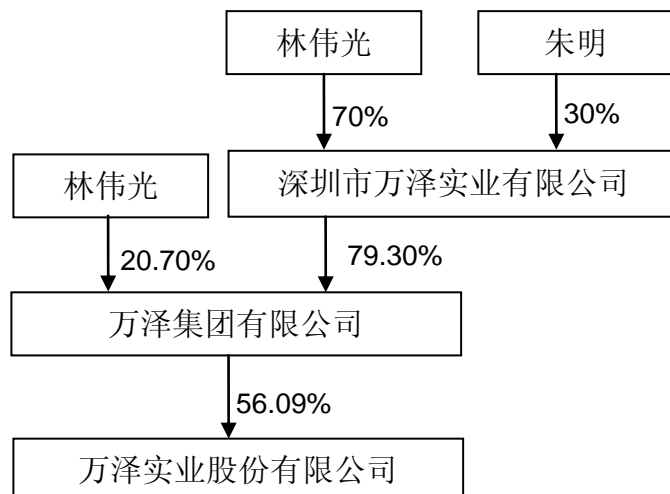 林伟光
朱明
70%
30%
林伟光
深圳市万泽实业有限公司
20.70%
79.30%
万泽集团有限公司
56.09%
万泽实业股份有限公司